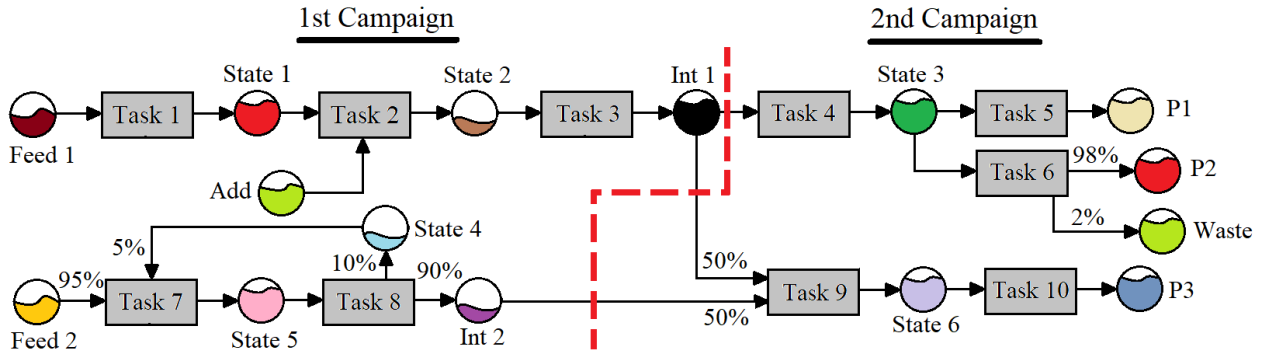 1st Campaign
2nd Campaign
State 1
State 2
Int 1
State 3
Task 1
Task 2
Task 3
Task 4
Task 5
P1
Feed 1
98%
Task 6
P2
Add
2%
Waste
State 4
5%
10%
90%
50%
95%
Task 7
Task 8
Task 9
Task 10
P3
50%
Feed 2
State 5
Int 2
State 6